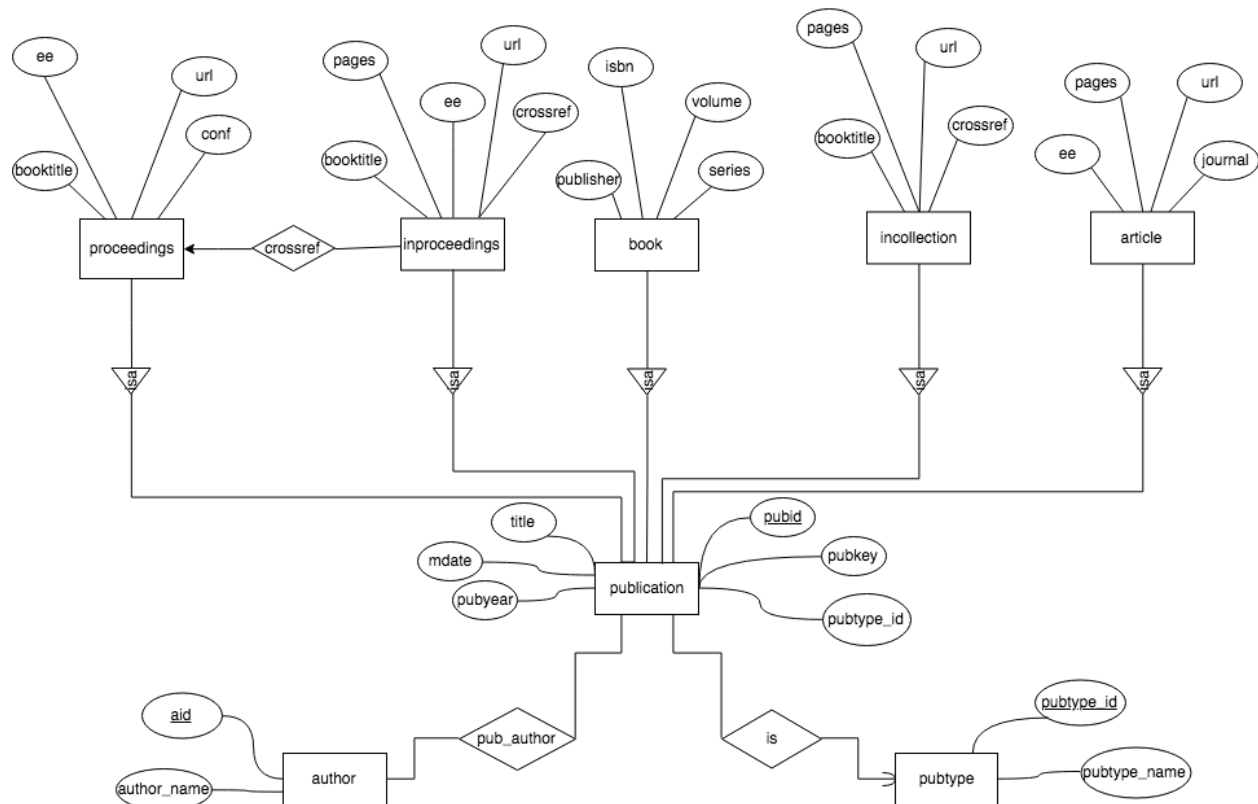 ee
url
conf
booktitle
pages
url
ee
crossref
booktitle
isbn
volume
series
publisher
pages
url
crossref
booktitle
pages
url
ee
journal
proceedings
crossref
inproceedings
book
incollection
article
isa
isa
isa
isa
isa
title
pubid
mdate
pubkey
publication
pubyear
pubtype_id
aid
pubtype_id
pub_author
is
author
pubtype
author_name
pubtype_name